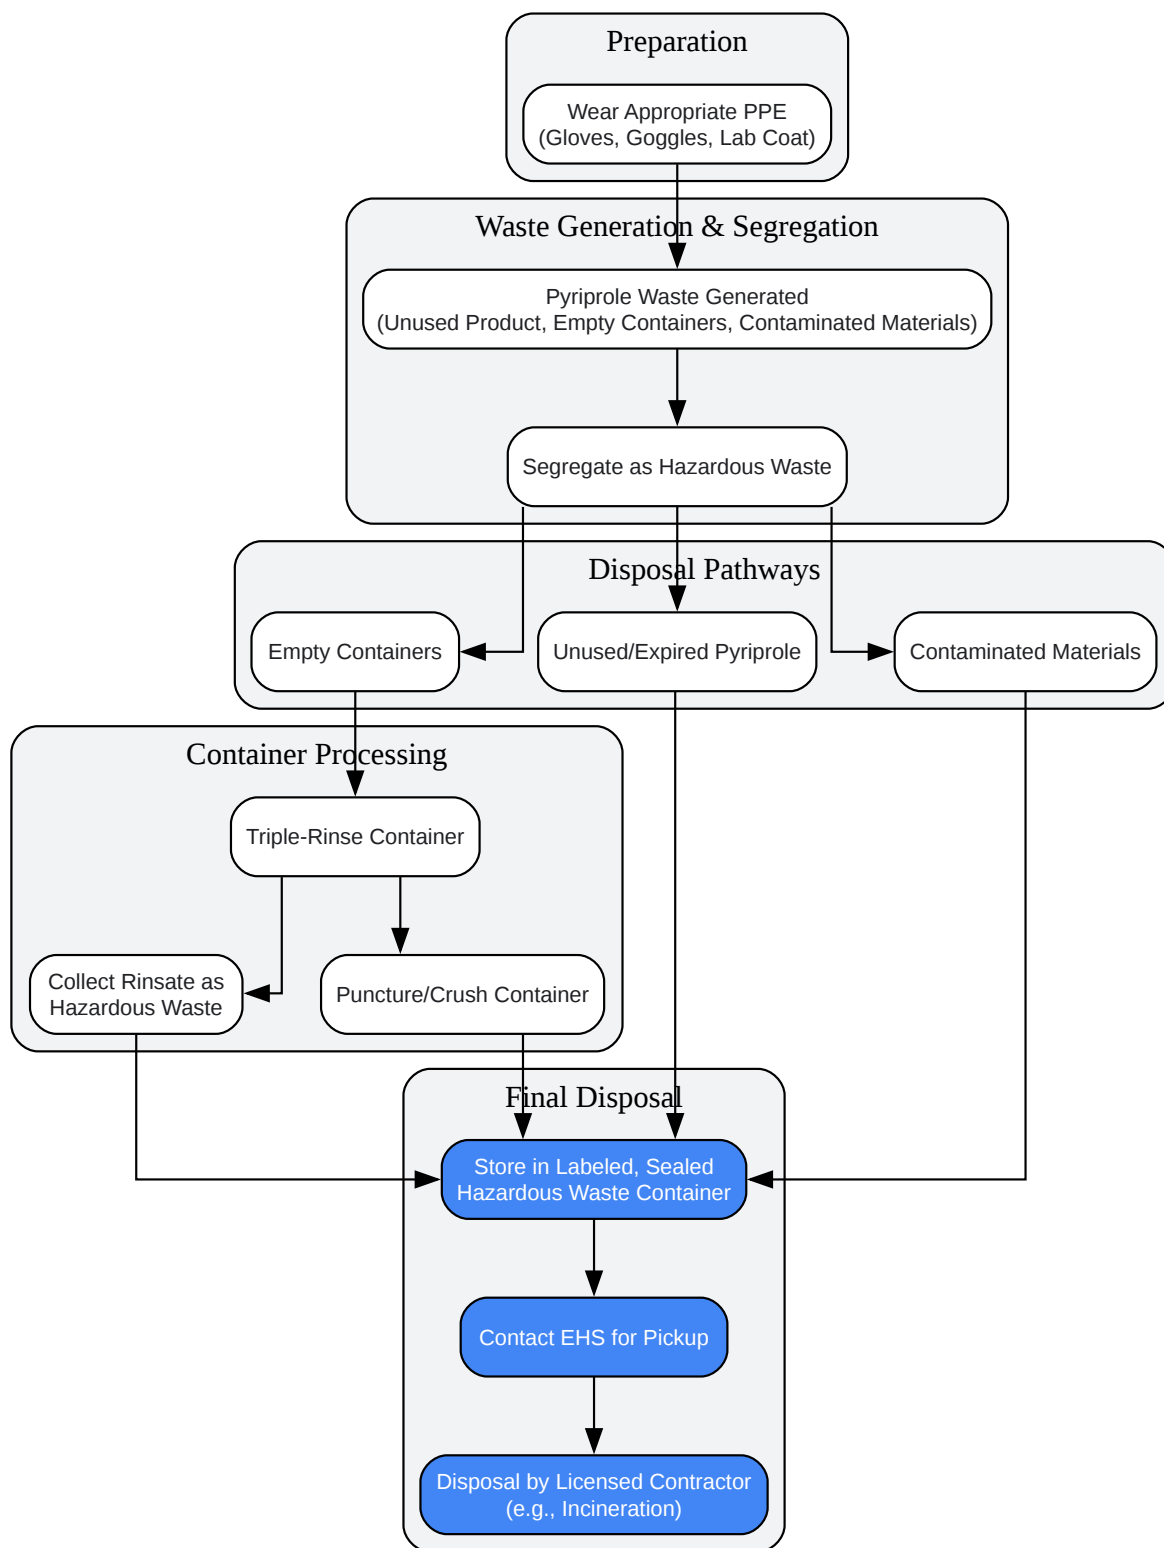 Preparation
Wear Appropriate PPE
(Gloves, Goggles, Lab Coat)
Waste Generation & Segregation
Pyriprole Waste Generated
(Unused Product, Empty Containers, Contaminated Materials)
Segregate as Hazardous Waste
Disposal Pathways
Empty Containers
Unused/Expired Pyriprole
Contaminated Materials
Container Processing
Triple-Rinse Container
Collect Rinsate as
Hazardous Waste
Puncture/Crush Container
Final Disposal
Store in Labeled, Sealed
Hazardous Waste Container
Contact EHS for Pickup
Disposal by Licensed Contractor
(e.g., Incineration)